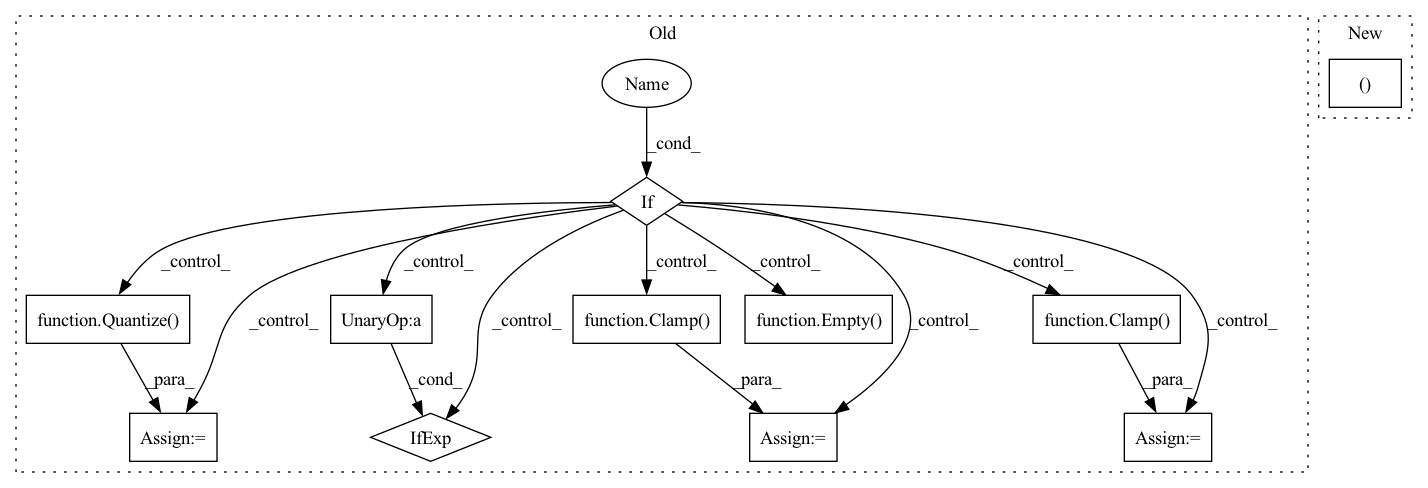 Old
New
Name
()
_cond_
If
_control_
_control_
_control_
_control_
_control_
_control_
_control_
_control_
_control_
function.Quantize()
UnaryOp:a
function.Clamp()
function.Empty()
function.Clamp()
_para_
_cond_
_para_
_para_
Assign:=
IfExp
Assign:=
Assign:=